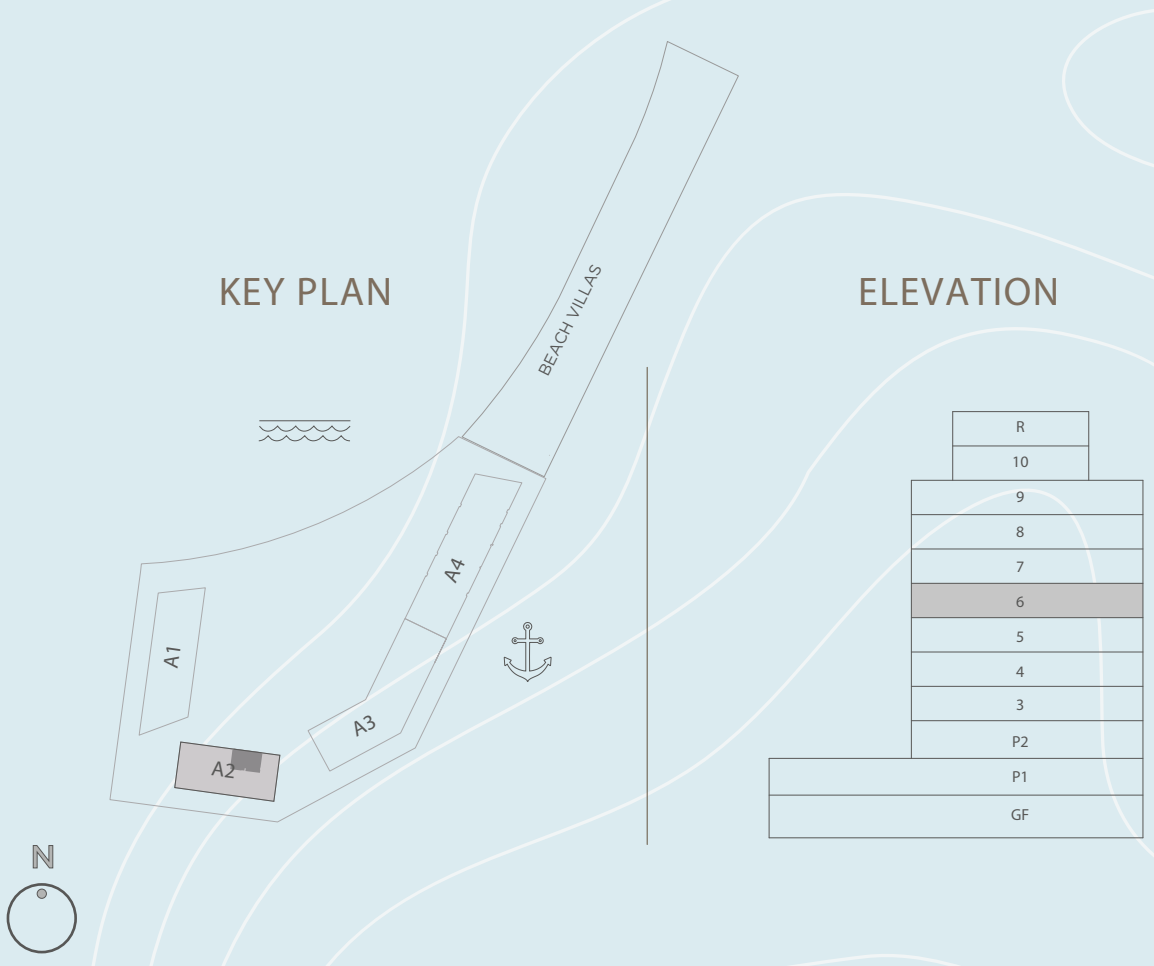 KEY PLAN
BEACH VILLAS
A4
A1
A3
A2
N
ELEVATION
R
10
9
8
7
6
5
4
3
P2
P1
GF